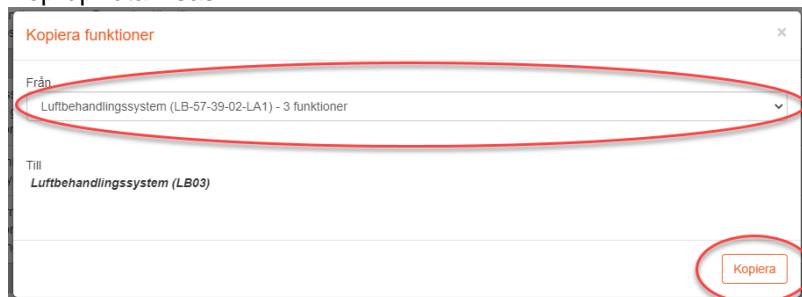 Kopiera funktioner
×
Från
Luftbehandlingssystem (LB-57-39-02-LA1) - 3 funktioner
Till
Luftbehandlingssystem (LB03)
Kopiera